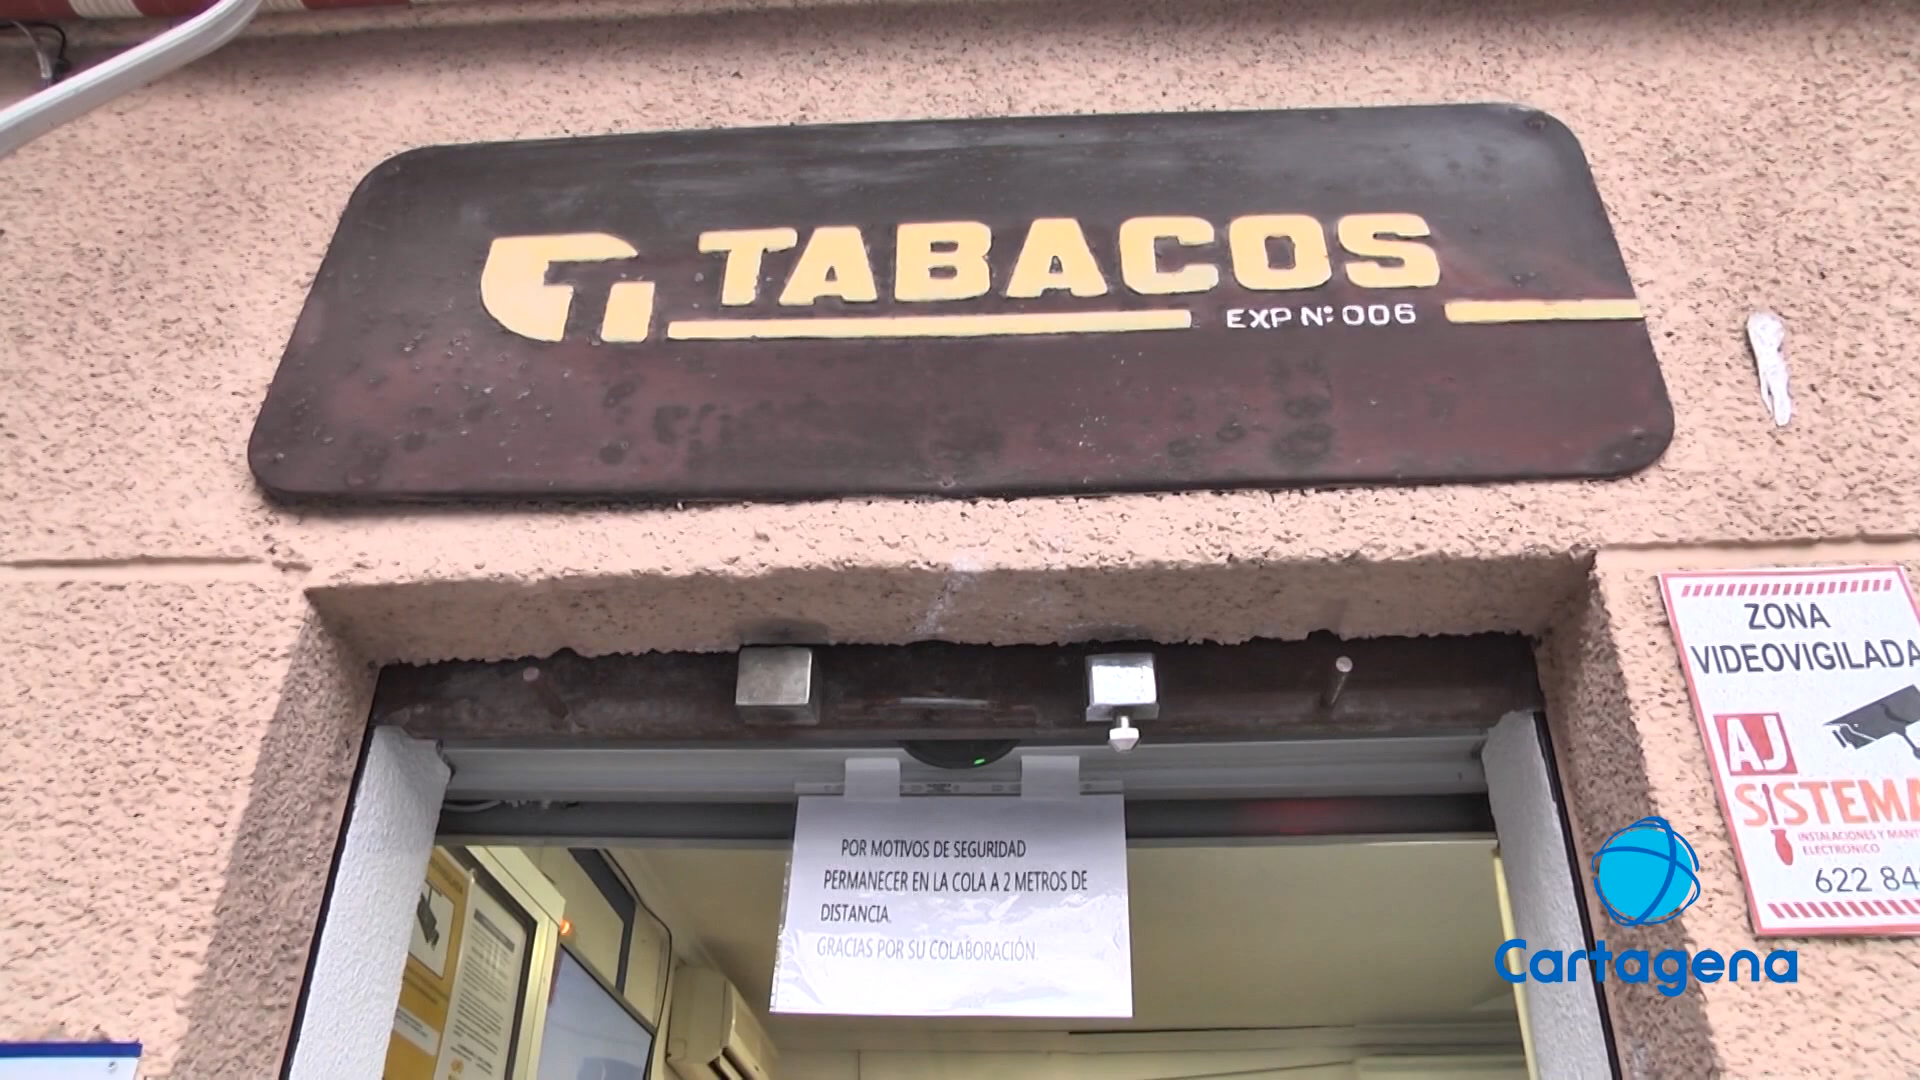 TABACOS
EXP Nº: 006
ZONA
VIDEOVIGILADA
AJ
SISTEMA
INSTALACIONES Y MANT
ELECTRONICO
622 84
POR MOTIVOS DE SEGURIDAD
PERMANECER EN LA COLA A 2 METROS DE
DISTANCIA.
GRACIAS POR SU COLABORACIÓN.
Cartagena